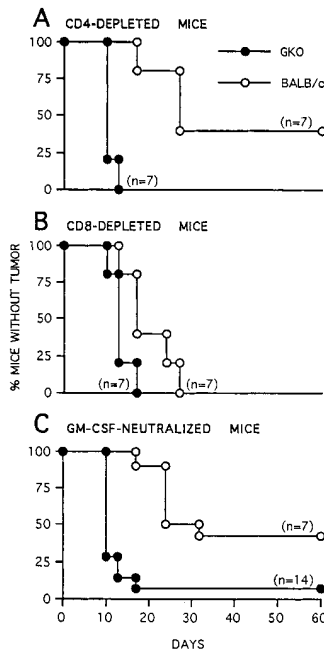 A CD4-DEPLETED MICE
100
75
50
25
0
GKO
BALB/c
(n=7)
(n=7)
B CD8-DEPLETED MICE
100
75
50
25
0
(n=7)
(n=7)
% MICE WITHOUT TUMOR
C GM-CSF-NEUTRALIZED MICE
100
75
50
25
0
(n=7)
(n=14)
0 10 20 30 40 50 60
DAYS